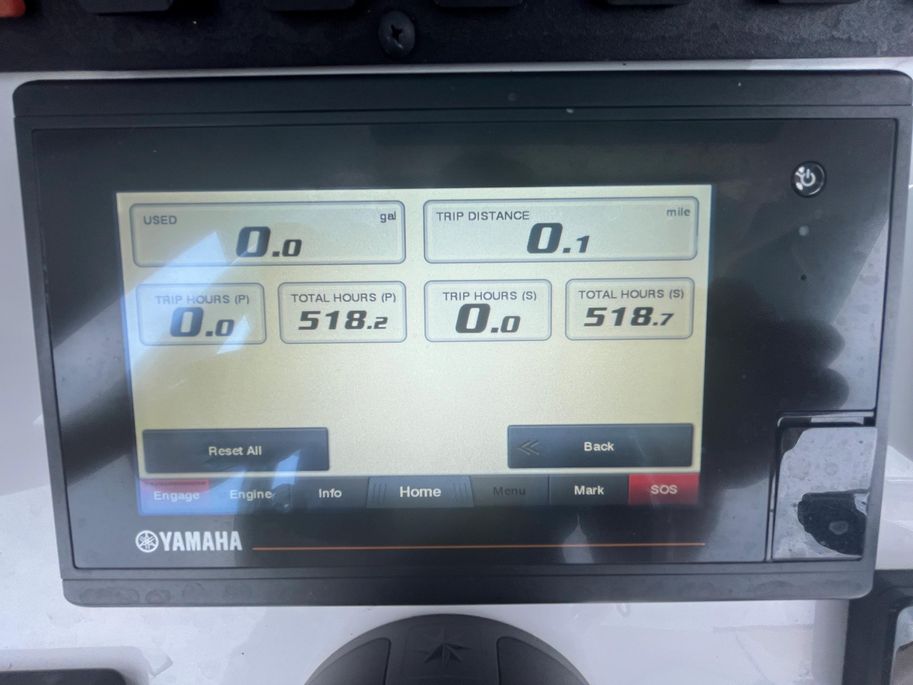 USED gal
0.0
TRIP DISTANCE mile
0.1
TRIP HOURS (P)
0.0
TOTAL HOURS (P)
518.2
TRIP HOURS (S)
0.0
TOTAL HOURS (S)
518.7
Reset All
Back
Engage Engine Info Home Menu Mark SOS
YAMAHA